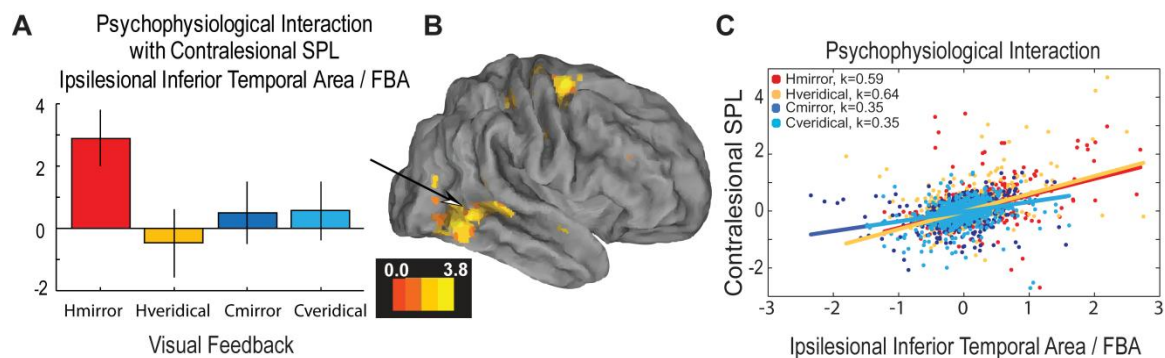 A
Psychophysiological Interaction
with Contralesional SPL
Ipsilesional Inferior Temporal Area / FBA
4
2
0
-2
Hmirror Hveridical Cmirror Cveridical
Visual Feedback
B
0.0 3.8
C
Psychophysiological Interaction
Hmirror, k=0.59
Hveridical, k=0.64
Cmirror, k=0.35
Cveridical, k=0.35
Contralesional SPL
4
2
0
-2
-3 -2 -1 0 1 2 3
Ipsilesional Inferior Temporal Area / FBA